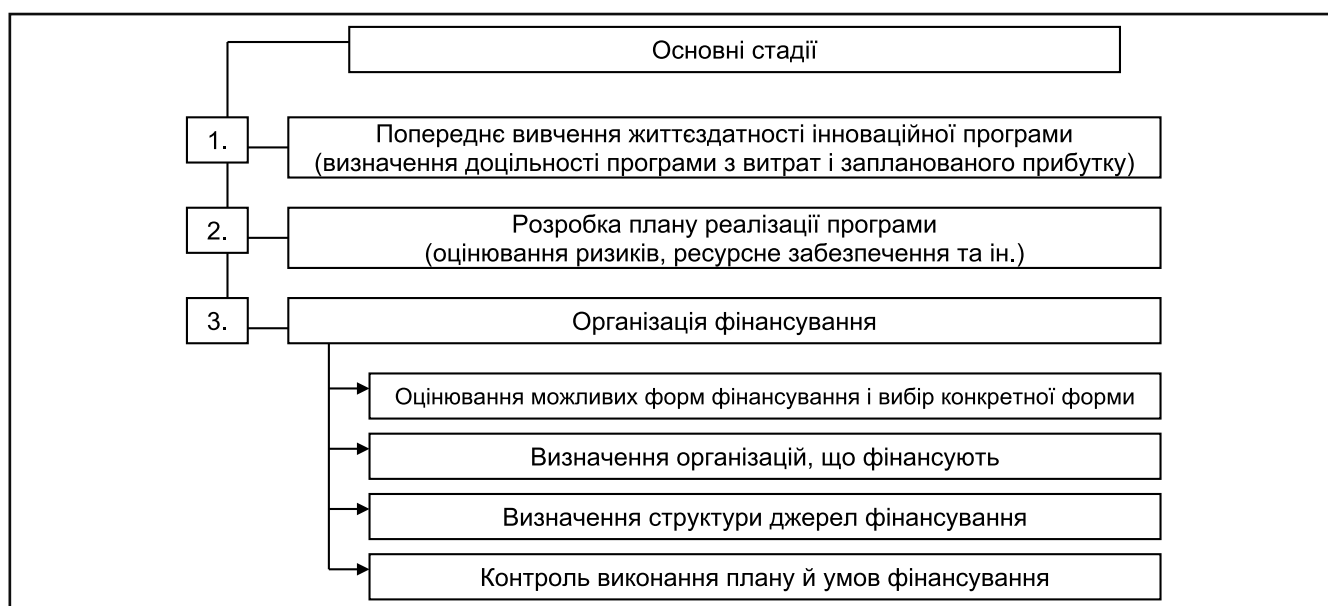 Основні стадії
1.
Попереднє вивчення життєздатності інноваційної програми
(визначення доцільності програми з витрат і запланованого прибутку)
2.
Розробка плану реалізації програми
(оцінювання ризиків, ресурсне забезпечення та ін.)
3.
Організація фінансування
Оцінювання можливих форм фінансування і вибір конкретної форми
Визначення організацій, що фінансують
Визначення структури джерел фінансування
Контроль виконання плану й умов фінансування